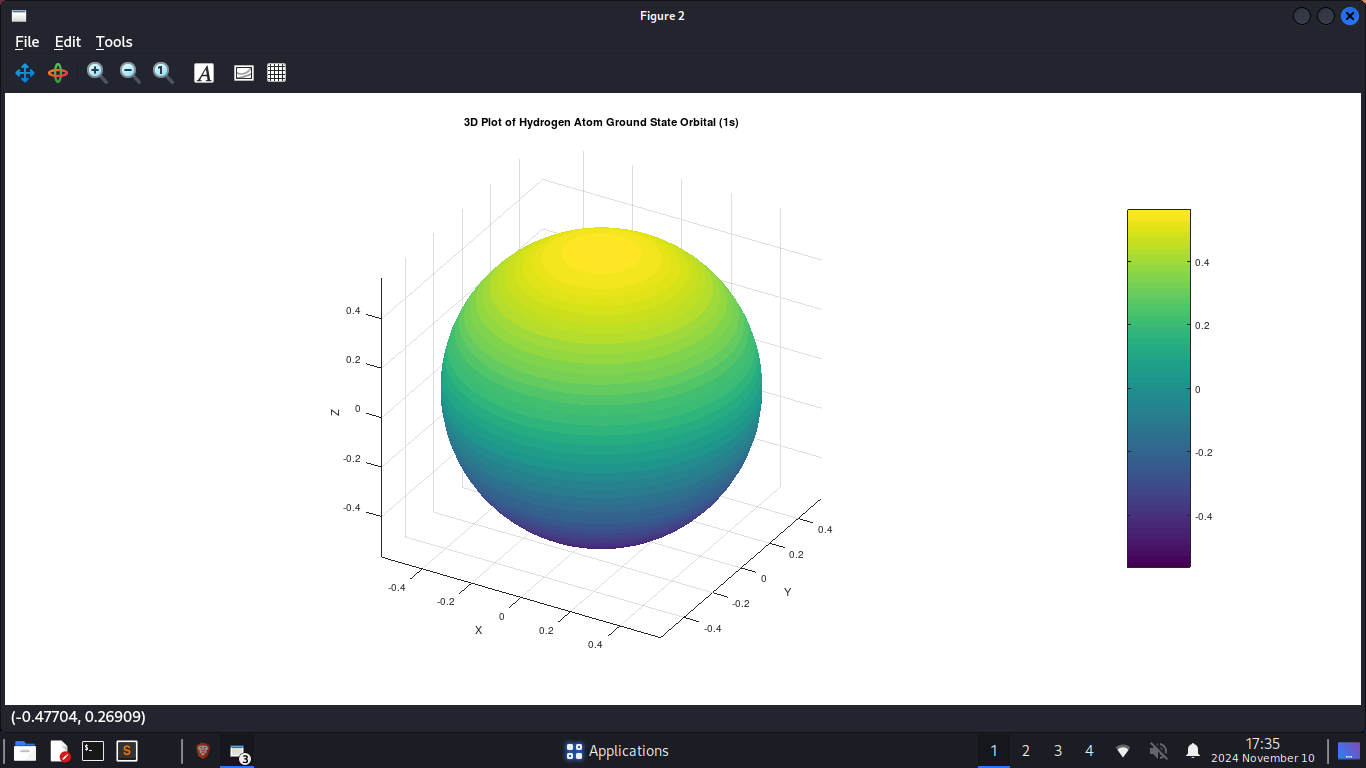 Figure 2
File Edit Tools
1 A
3D Plot of Hydrogen Atom Ground State Orbital (1s)
0.4
0.2
0
-0.2
-0.4
Z
-0.4
-0.2
0
0.2
0.4
X
0.4
0.2
0
-0.2
-0.4
Y
0.4
0.2
0
-0.2
-0.4
(-0.47704, 0.26909)
$-
S
3
Applications
1 2 3 4
17:35
2024 November 10